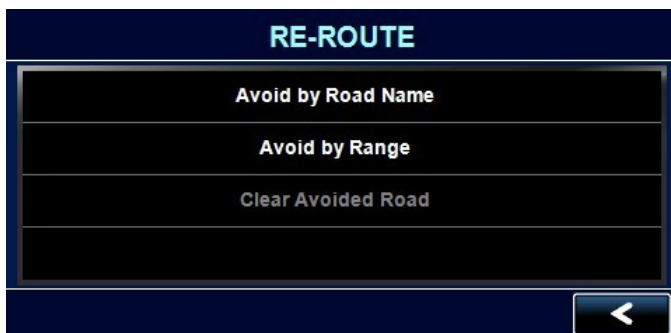 RE-ROUTE
Avoid by Road Name
Avoid by Range
Clear Avoided Road